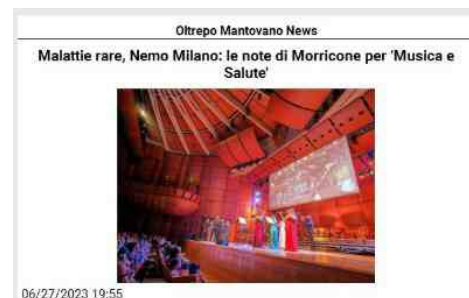 Oltrepo Mantovano News
Malattie rare, Nemo Milano: le note di Morricone per 'Musica e
Salute'
06/27/2023 19:55